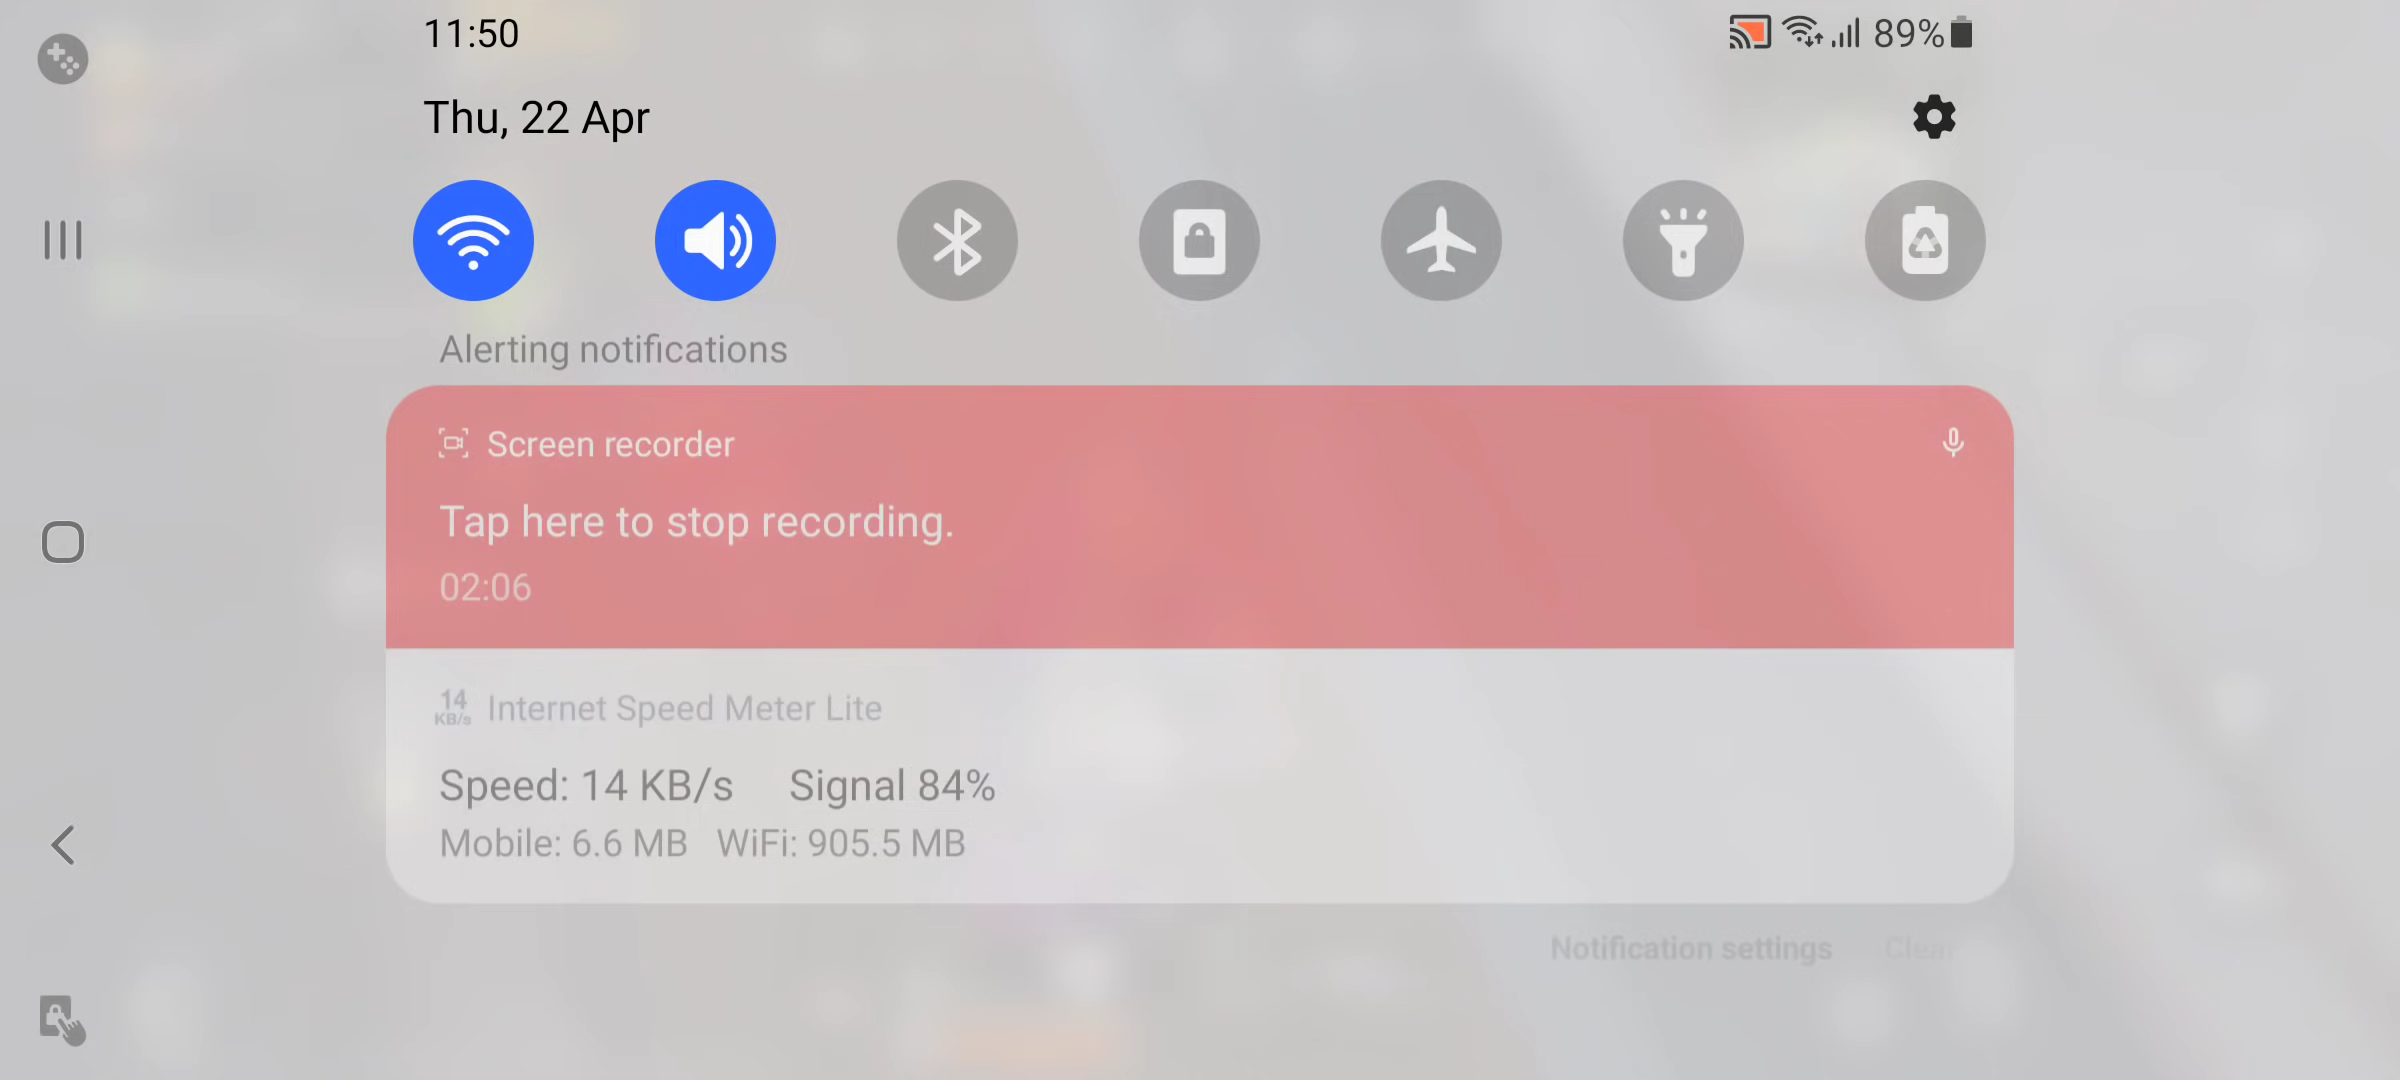 11:50
89%
Thu, 22 Apr
Alerting notifications
Screen recorder
Tap here to stop recording.
02:06
14
KB/s
Internet Speed Meter Lite
Speed: 14 KB/s Signal 84%
Mobile: 6.6 MB WiFi: 905.5 MB
Notification settings Clear